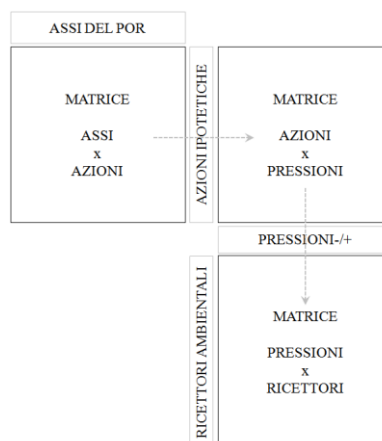 ASSI DEL POR
MATRICE
ASSI
x
AZIONI
AZIONI IPOTETICHE
MATRICE
AZIONI
x
PRESSIONI
PRESSIONI-/+
RICETTORI AMBIENTALI
MATRICE
PRESSIONI
x
RICETTORI